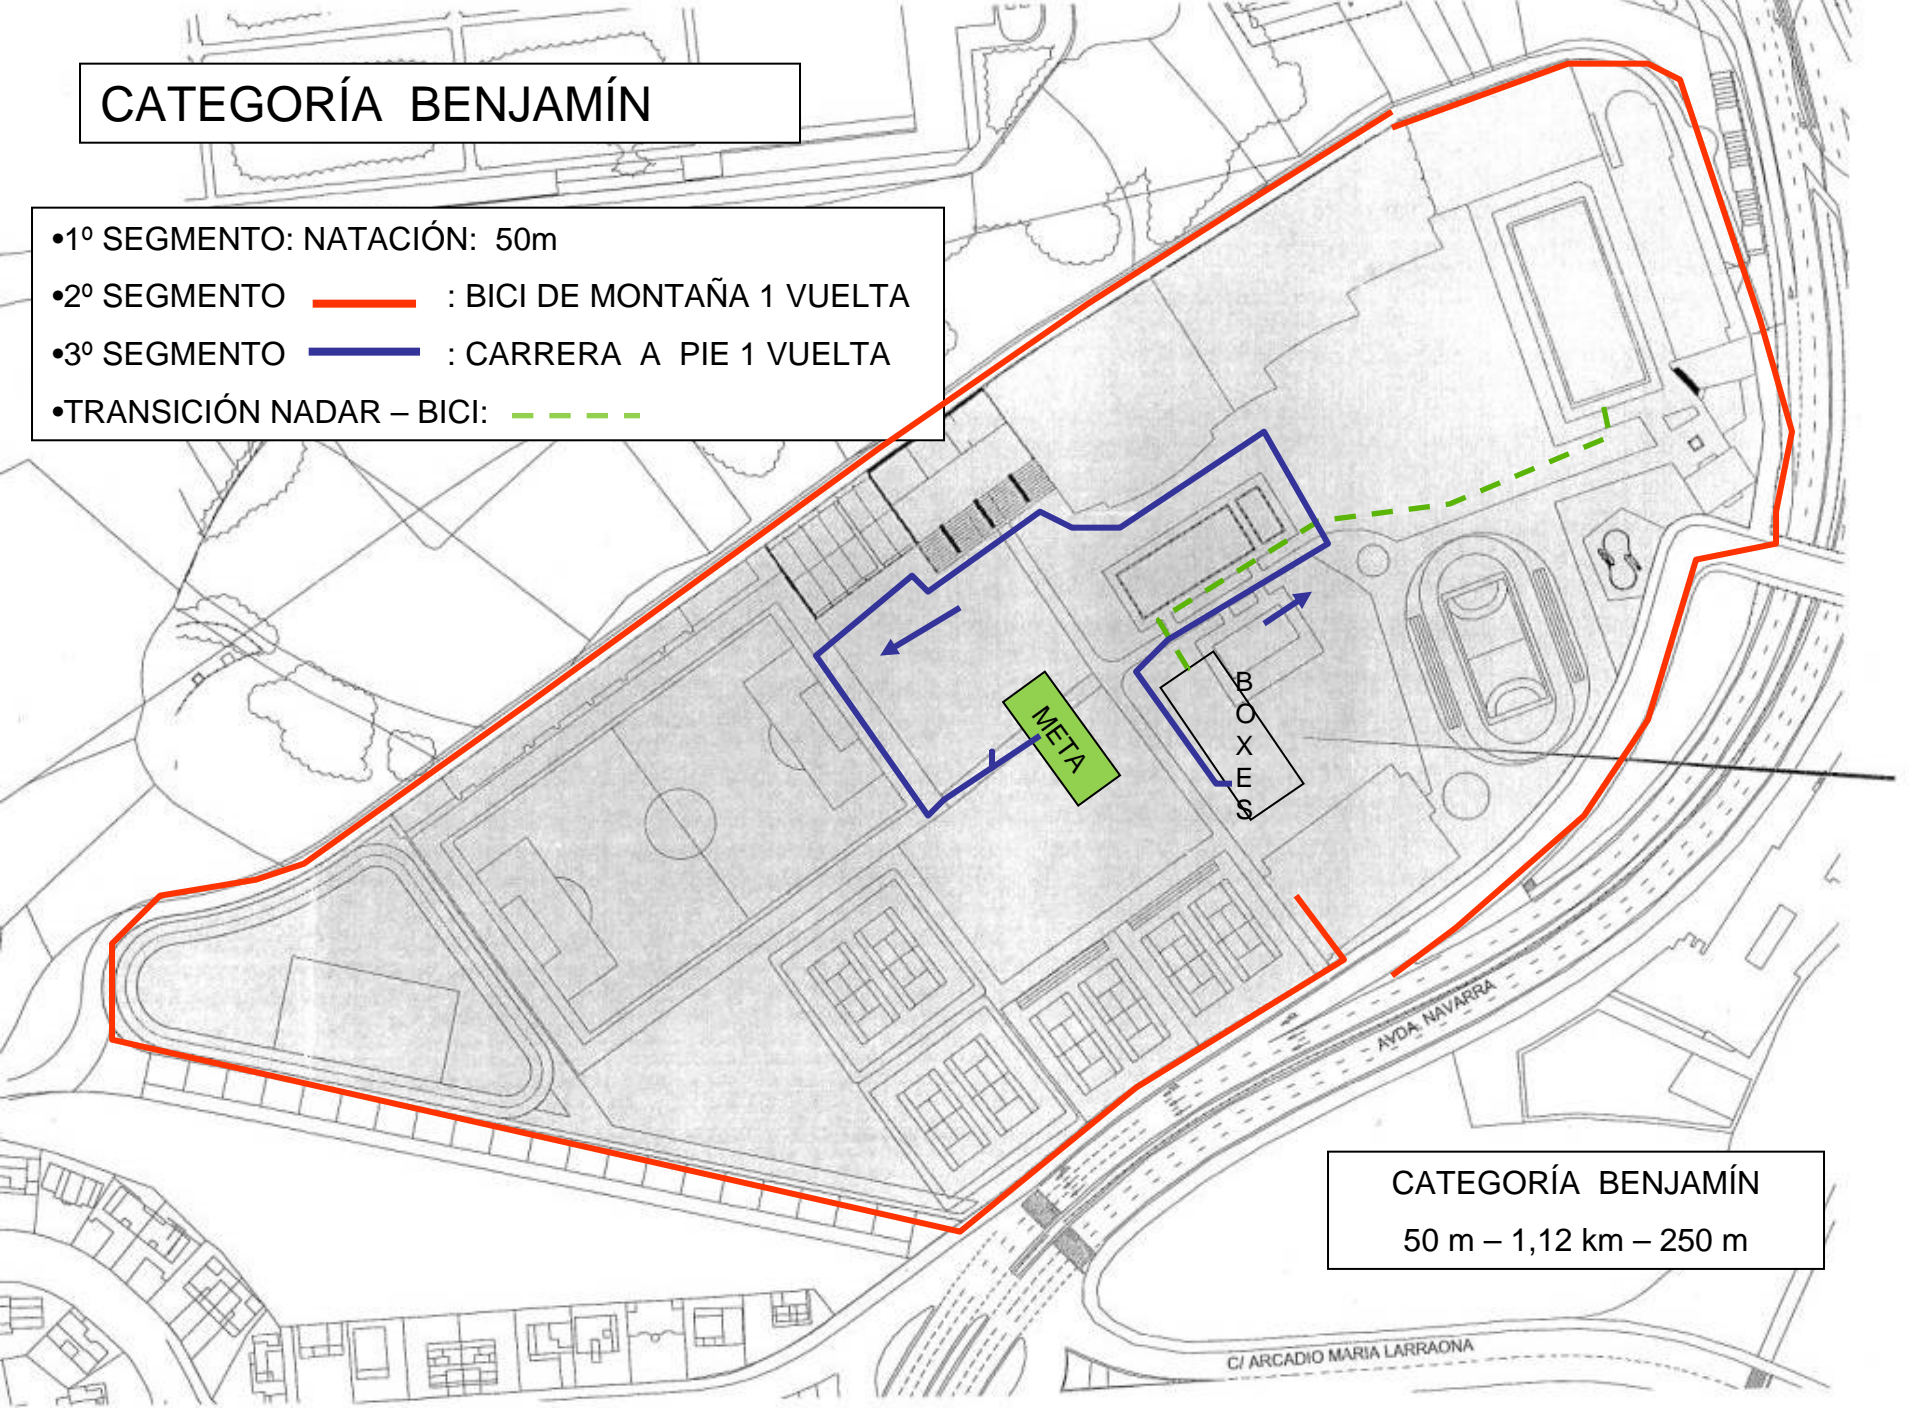 CATEGORÍA BENJAMÍN
•1º SEGMENTO: NATACIÓN: 50m
•2º SEGMENTO : BICI DE MONTAÑA 1 VUELTA
•3º SEGMENTO : CARRERA A PIE 1 VUELTA
•TRANSICIÓN NADAR – BICI:
META
BOXES
AVDA. NAVARRA
CATEGORÍA BENJAMÍN
50 m – 1,12 km – 250 m
C/ ARCADIO MARIA LARRAONA